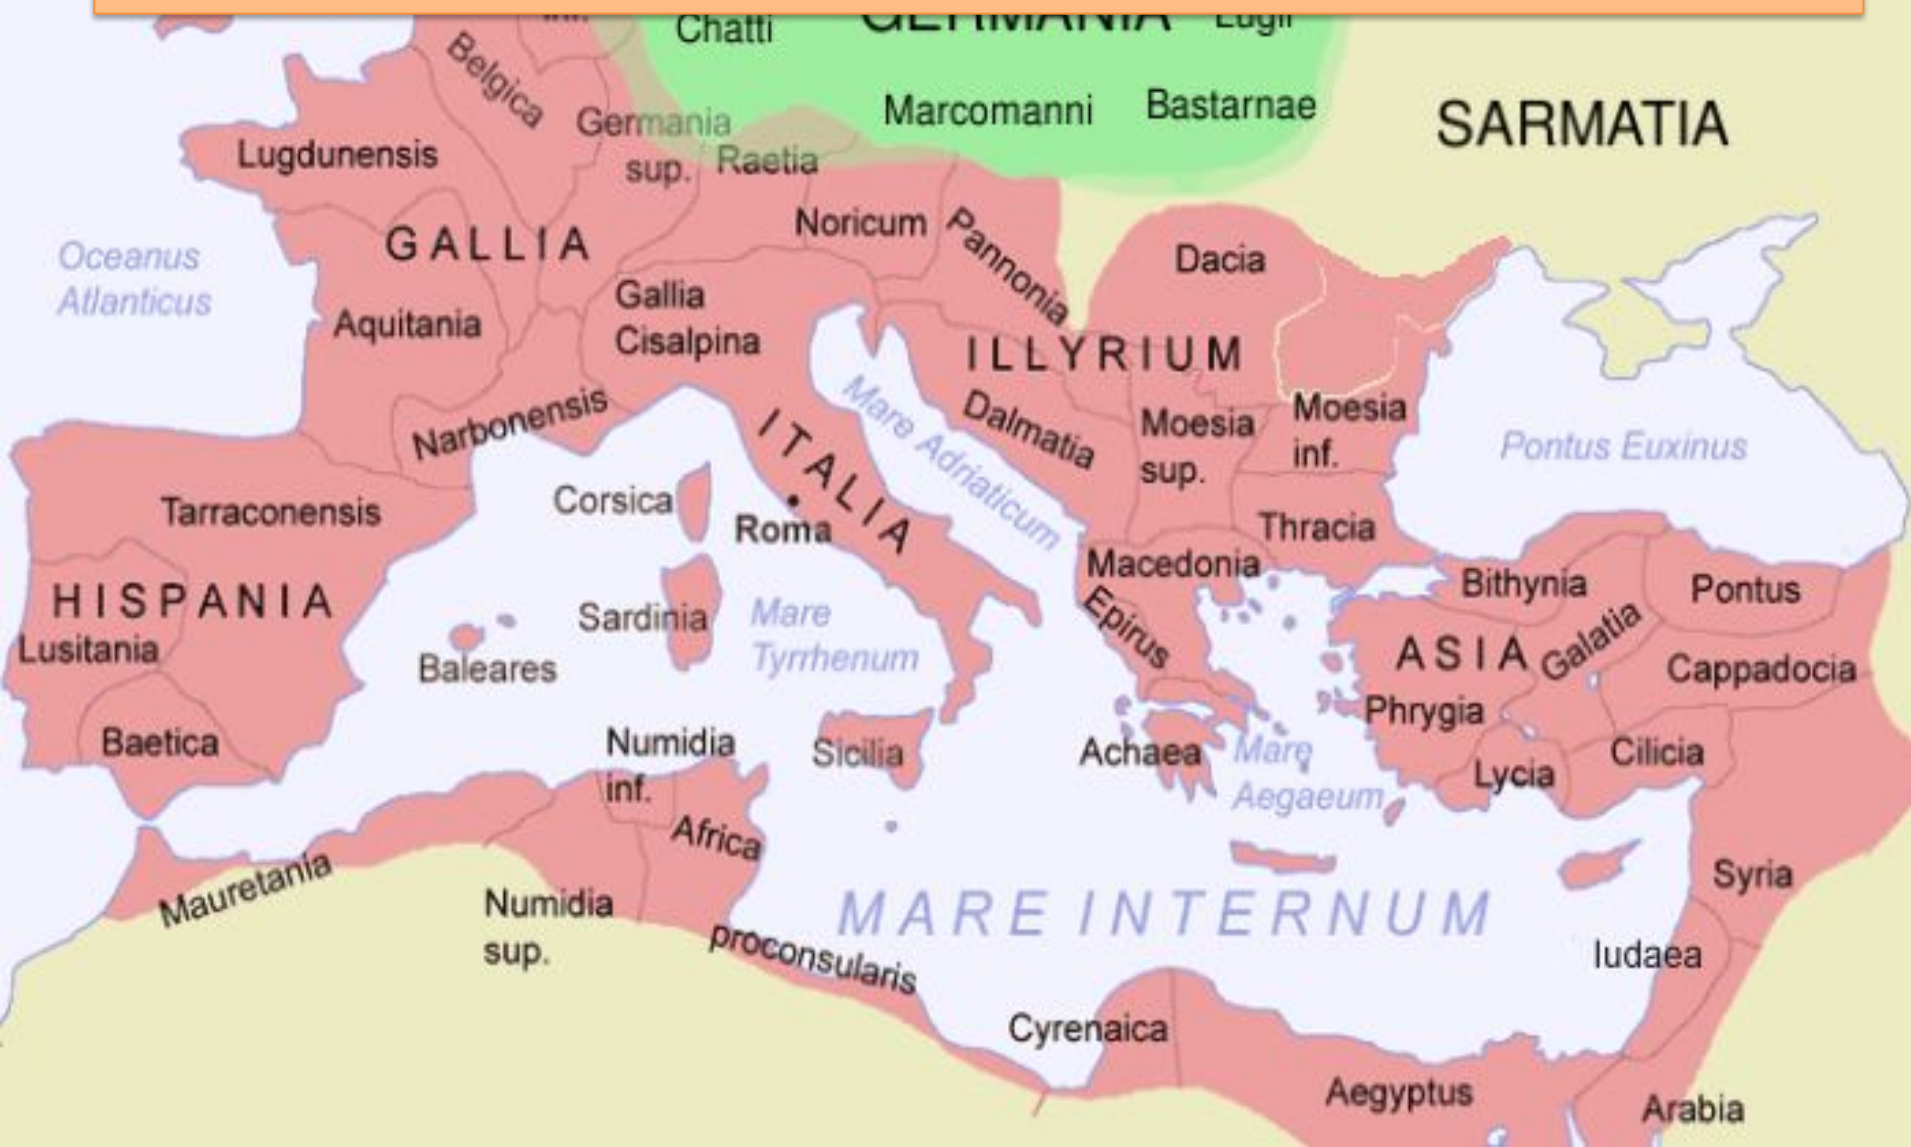 inf.
Chatti
GERMANIA
Lugii
Belgica
Germania
sup.
Marcomanni
Bastarnae
SARMATIA
Lugdunensis
Raetia
Noricum
Pannonia
Dacia
GALLIA
Oceanus
Atlanticus
Gallia
Cisalpina
Aquitania
ILLYRIUM
Narbonensis
ITALIA
Mare Adriaticum
Dalmatia
Moesia
sup.
Moesia
inf.
Pontus Euxinus
Tarraconensis
Corsica
Roma
Thracia
Macedonia
Epirus
Bithynia
Pontus
HISPANIA
Lusitania
Sardinia
Mare
Tyrrhenum
Baleares
ASIA
Galatia
Cappadocia
Phrygia
Baetica
Numidia
inf.
Sicilia
Achaea
Mare
Aegaeum
Lycia
Cilicia
Africa
Mauretania
Numidia
sup.
proconsularis
MARE INTERNUM
Syria
Iudaea
Cyrenaica
Aegyptus
Arabia